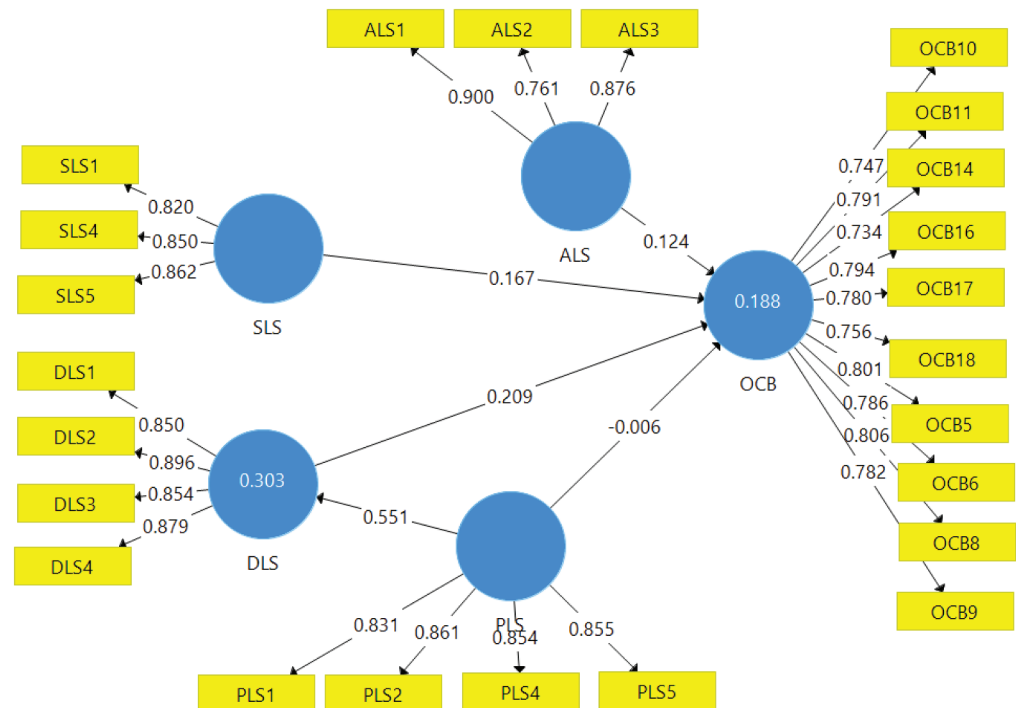 ALS1
ALS2
ALS3
0.900
0.761
0.876
ALS
SLS1
SLS4
SLS5
0.820
0.850
0.862
SLS
0.124
0.167
0.209
-0.006
0.188
OCB
OCB10
OCB11
OCB14
OCB16
OCB17
OCB18
OCB5
OCB6
OCB8
OCB9
0.747
0.791
0.734
0.794
0.780
0.756
0.801
0.786
0.806
0.782
DLS1
DLS2
DLS3
DLS4
0.850
0.896
0.854
0.879
0.303
DLS
0.551
PLS
0.831
0.861
0.854
0.855
PLS1
PLS2
PLS4
PLS5